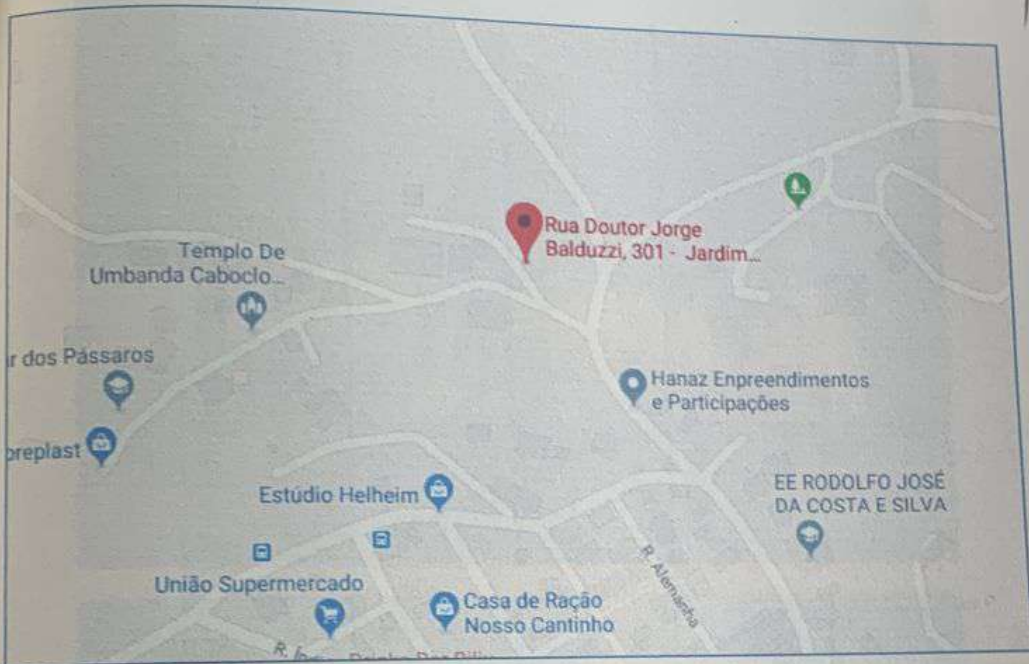 Rua Doutor Jorge
Balduzzi, 301 - Jardim...
Templo De
Umbanda Caboclo...
r dos Pássaros
Hanaz Enpreendimentos
e Participações
oreplast
Estúdio Helheim
EE RODOLFO JOSÉ
DA COSTA E SILVA
R. Alemanha
União Supermercado
Casa de Ração
Nosso Cantinho
R.